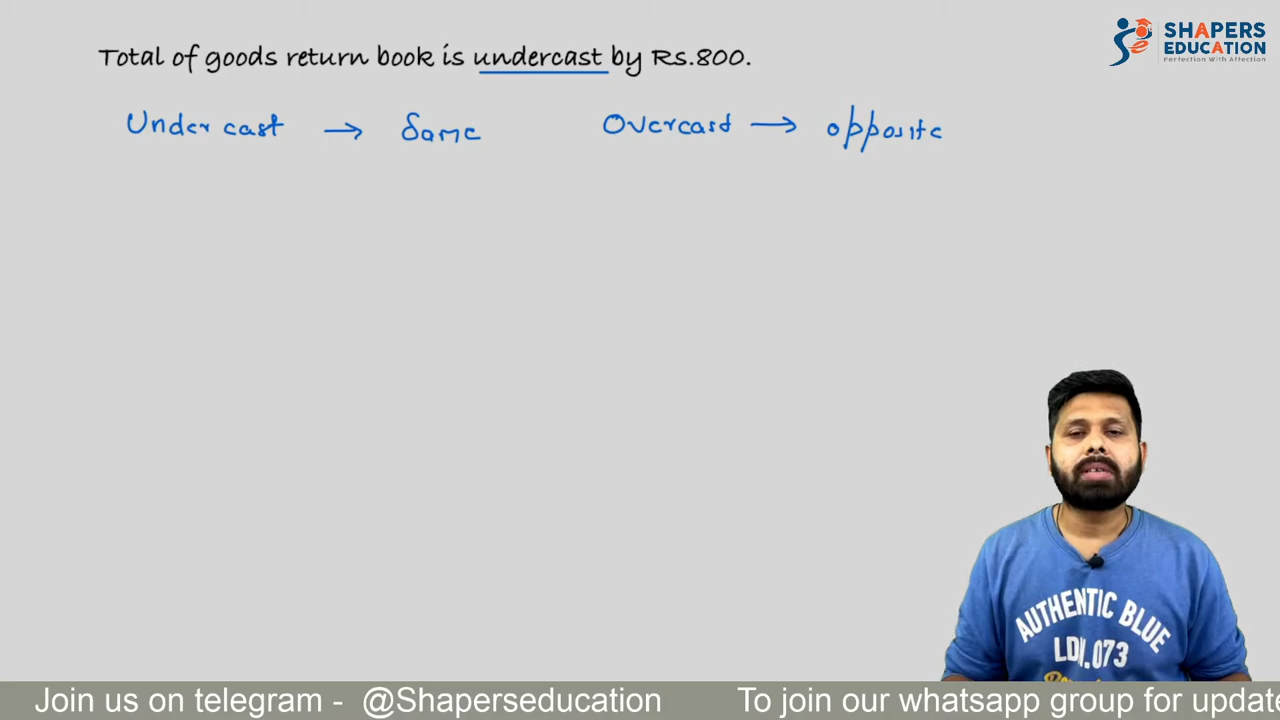 SHAPERS
EDUCATION
Perfection With Affection
Total of goods return book is undercast by Rs.800.
Under cast → Same Overcast → opposite
AUTHENTIC BLUE
LDN.073
Join us on telegram - @Shaperseducation To join our whatsapp group for update